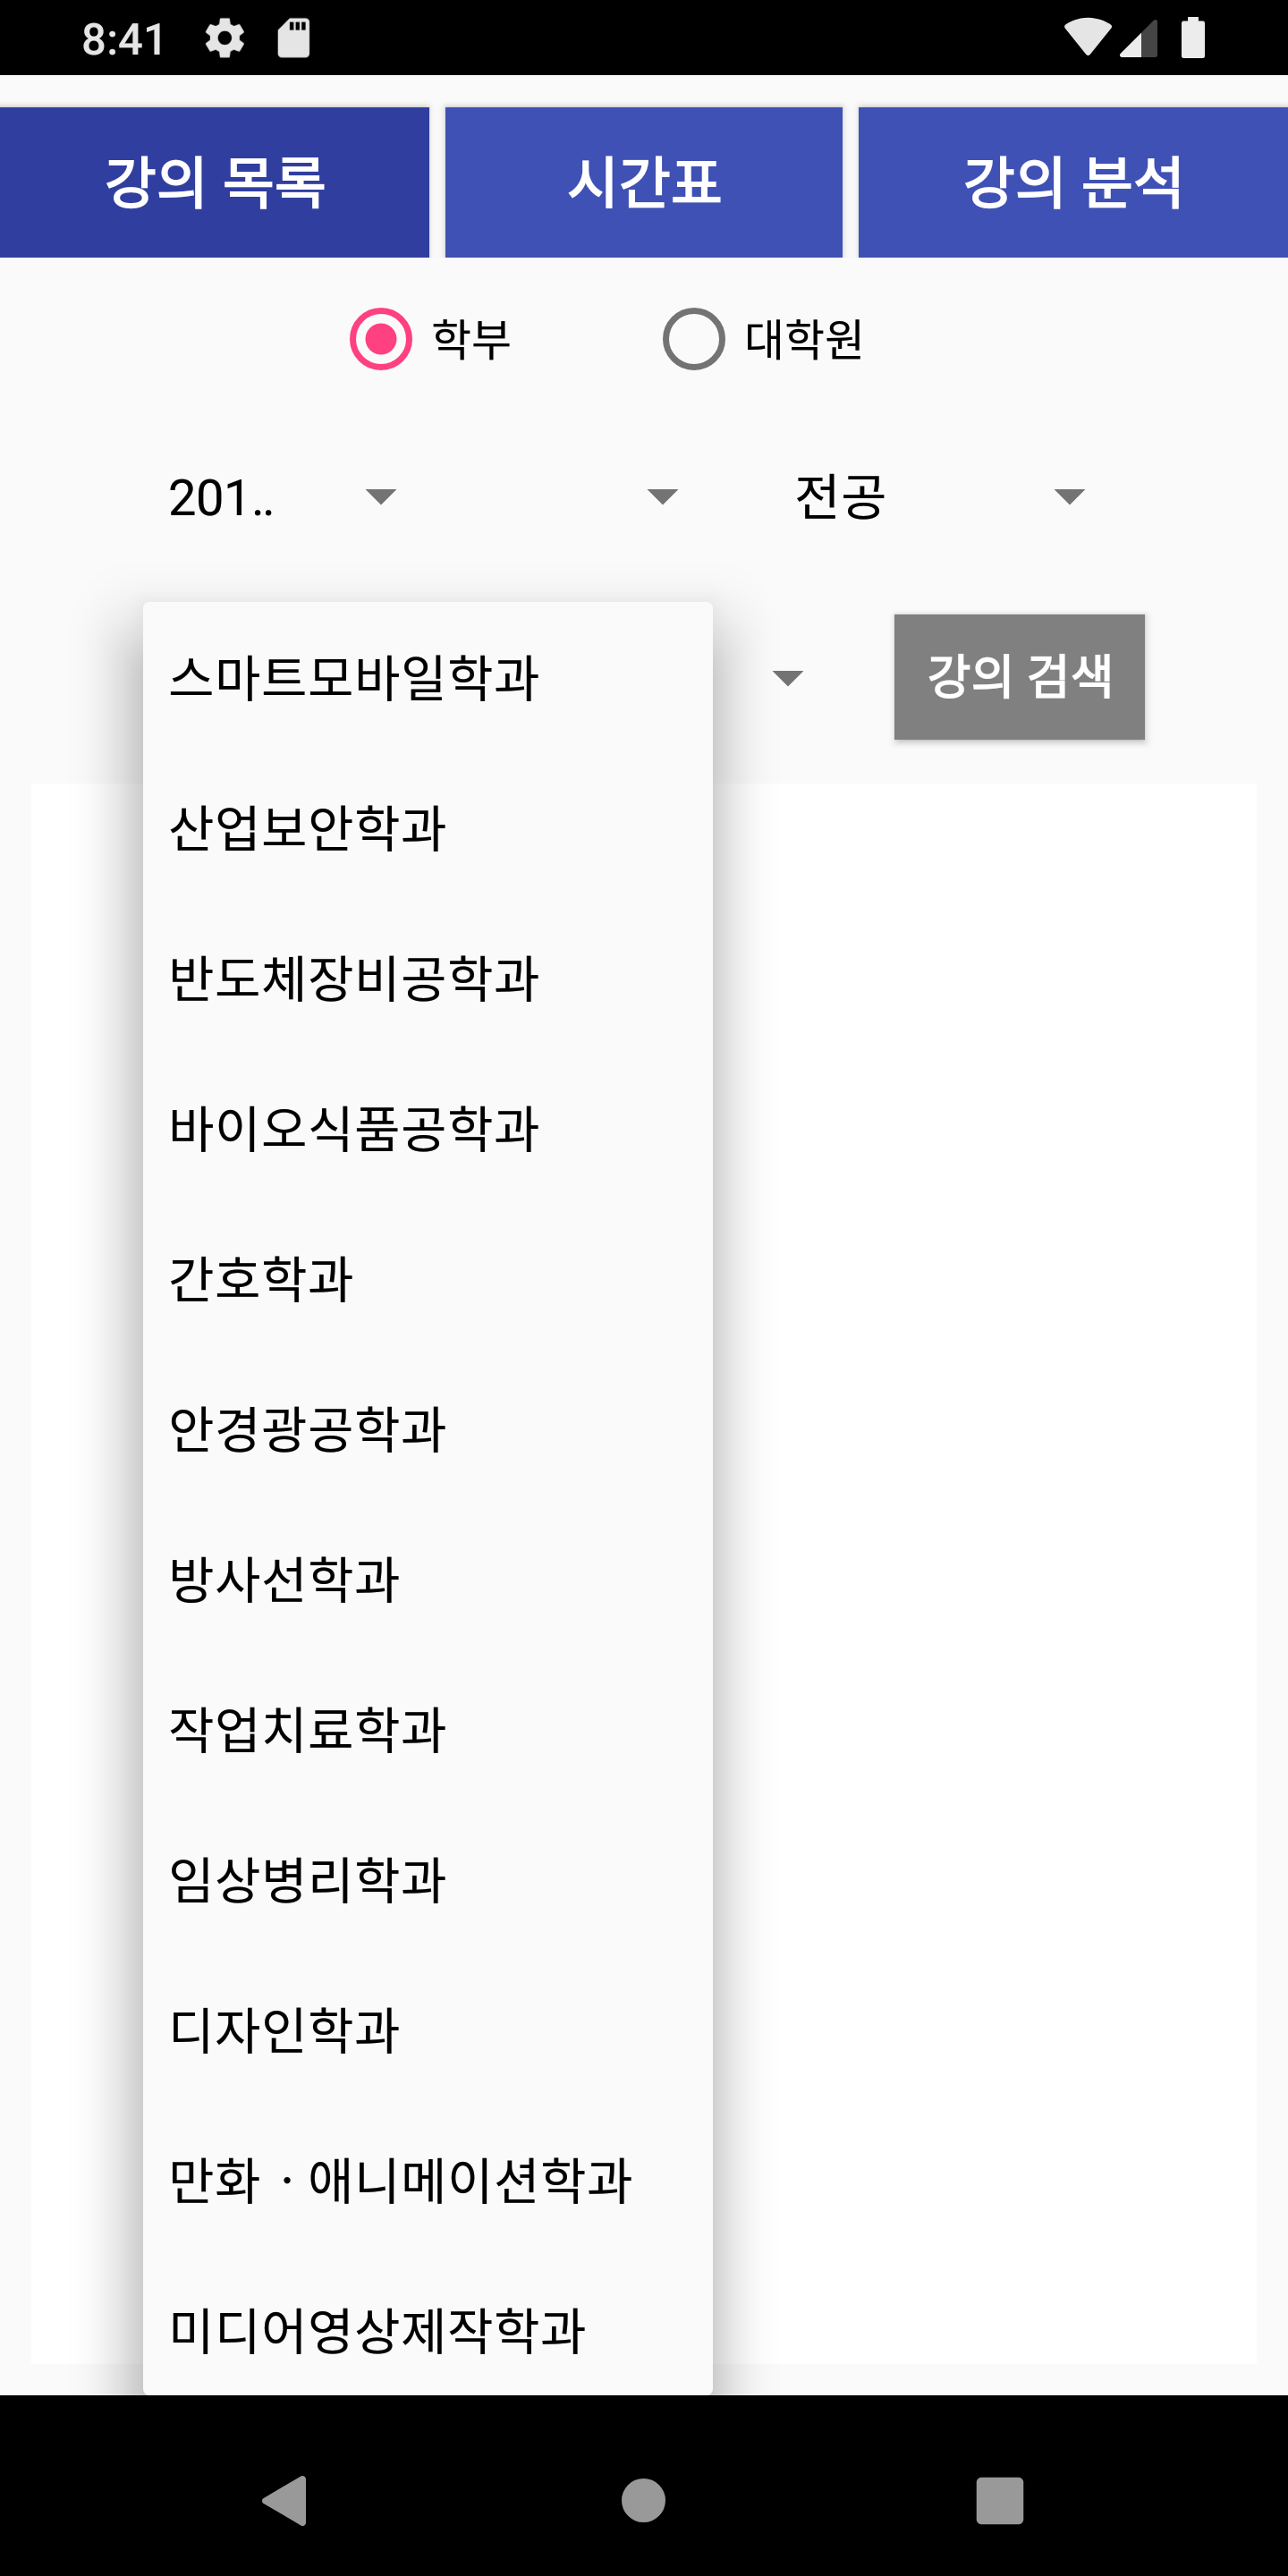 8:41
강의 목록 시간표 강의 분석
학부 대학원
201.. 전공
강의 검색
스마트모바일학과
산업보안학과
반도체장비공학과
바이오식품공학과
간호학과
안경광공학과
방사선학과
작업치료학과
임상병리학과
디자인학과
만화ㆍ애니메이션학과
미디어영상제작학과